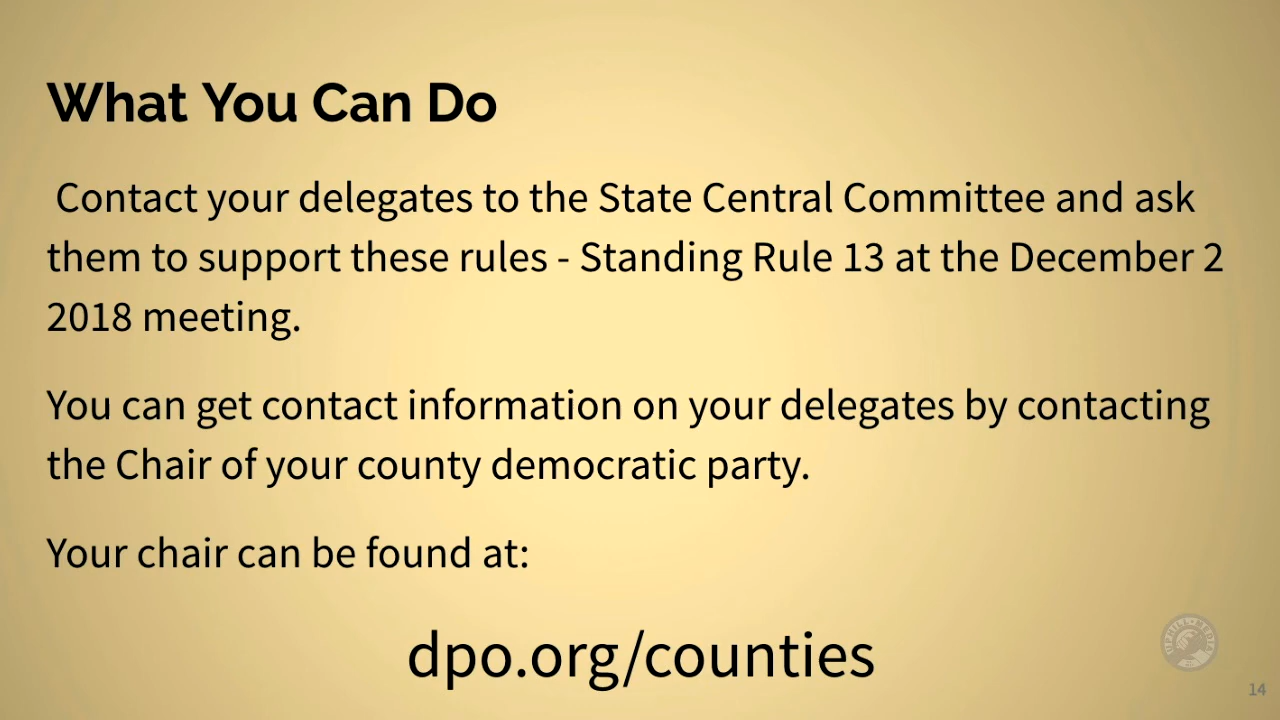 What You Can Do
Contact your delegates to the State Central Committee and ask
them to support these rules - Standing Rule 13 at the December 2
2018 meeting.
You can get contact information on your delegates by contacting
the Chair of your county democratic party.
Your chair can be found at:
dpo.org/counties
UPHILL MEDIA
14